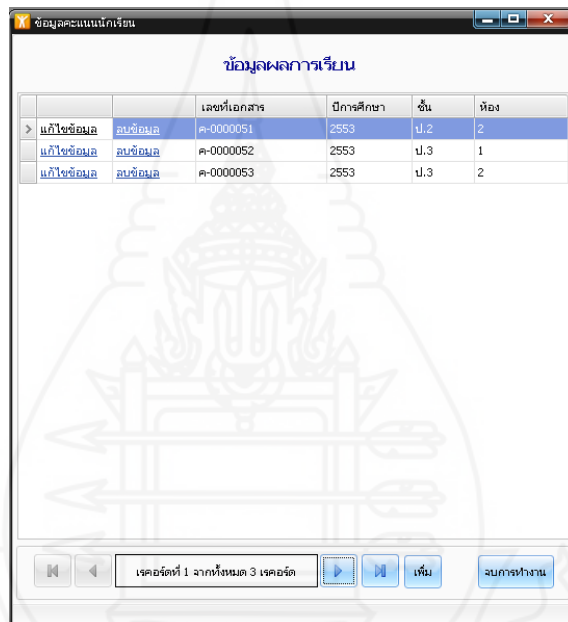 ข้อมูลคะแนนนักเรียน
ข้อมูลผลการเรียน
เลขที่เอกสาร ปีการศึกษา ชั้น ห้อง
แก้ไขข้อมูล ลบข้อมูล ค-0000051 2553 ป.2 2
แก้ไขข้อมูล ลบข้อมูล ค-0000052 2553 ป.3 1
แก้ไขข้อมูล ลบข้อมูล ค-0000053 2553 ป.3 2
เรคอร์ดที่ 1 จากทั้งหมด 3 เรคอร์ด เพิ่ม จบการทำงาน